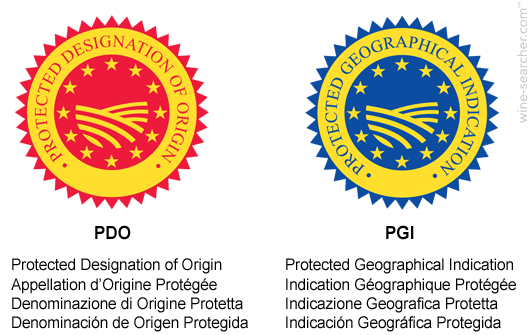 PROTECTED DESIGNATION OF ORIGIN
PROTECTED GEOGRAPHICAL INDICATION
wine-searcher.com™
PDO
Protected Designation of Origin
Appellation d'Origine Protégée
Denominazione di Origine Protetta
Denominación de Origen Protegida
PGI
Protected Geographical Indication
Indication Géographique Protégée
Indicazione Geografica Protetta
Indicación Geográfica Protegida